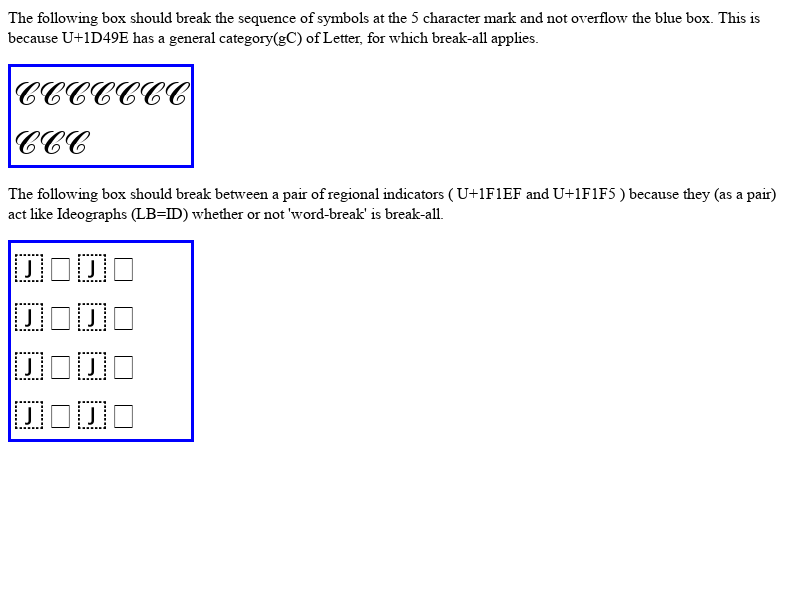 The following box should break the sequence of symbols at the 5 character mark and not overflow the blue box. This is
because U+1D49E has a general category(gC) of Letter, for which break-all applies.
𝒞𝒞𝒞𝒞𝒞𝒞𝒞
𝒞𝒞𝒞
The following box should break between a pair of regional indicators ( U+1F1EF and U+1F1F5 ) because they (as a pair)
act like Ideographs (LB=ID) whether or not 'word-break' is break-all.
J □ J □
J □ J □
J □ J □
J □ J □